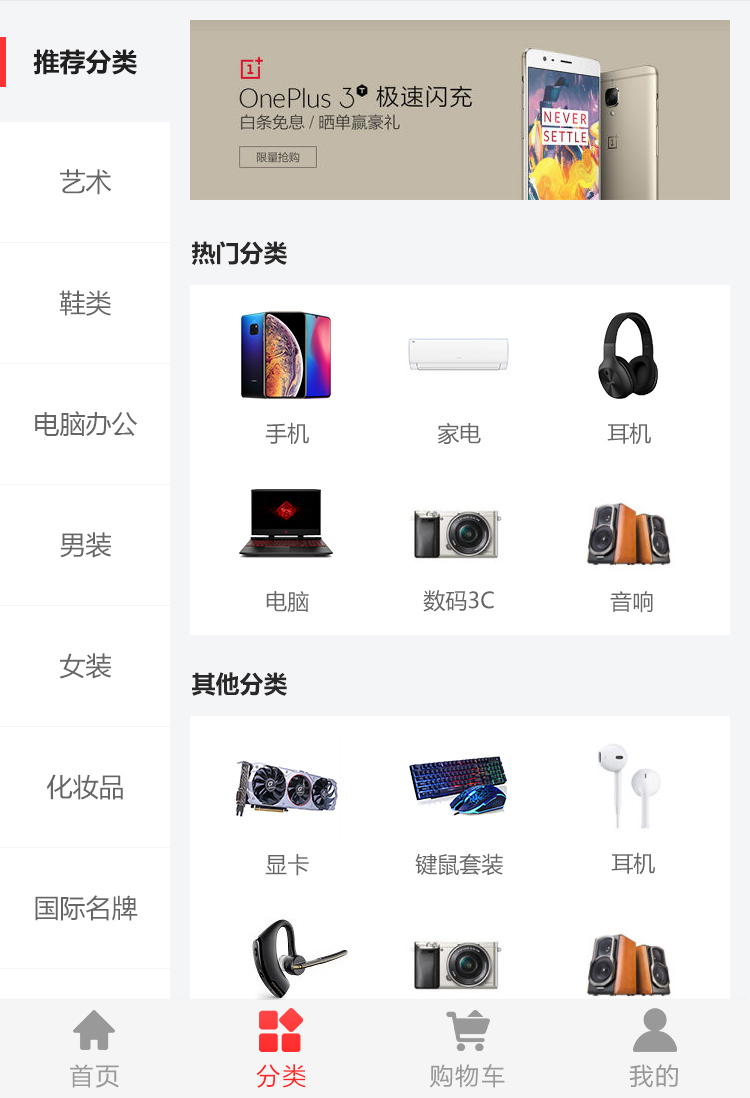 推荐分类
艺术
鞋类
电脑办公
男装
女装
化妆品
国际名牌
OnePlus 3T 极速闪充
白条免息 / 晒单赢豪礼
限量抢购
NEVER
SETTLE
热门分类
手机
家电
耳机
电脑
数码3C
音响
其他分类
显卡
键鼠套装
耳机
首页
分类
购物车
我的